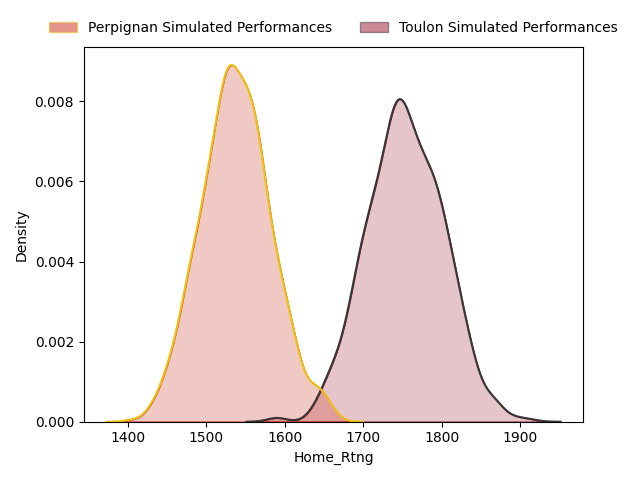 Perpignan Simulated Performances
Toulon Simulated Performances
Density
0.008
0.006
0.004
0.002
0.000
1400 1500 1600 1700 1800 1900
Home_Rtng